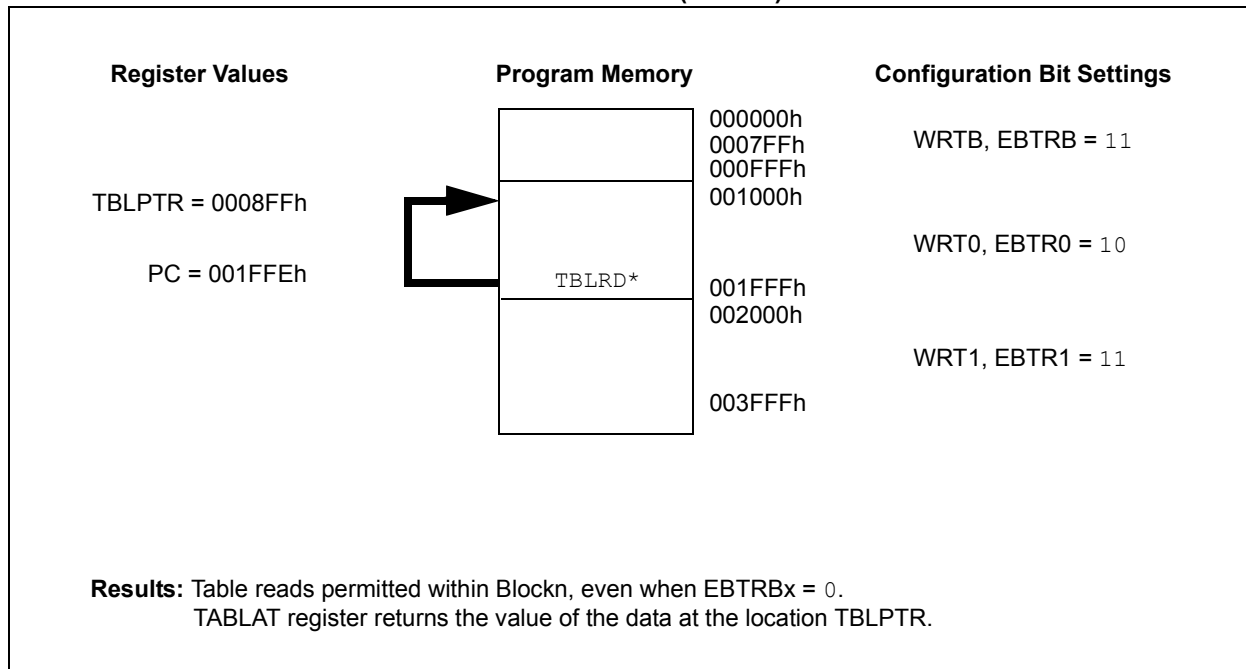 Register Values Program Memory Configuration Bit Settings
000000h
0007FFh WRTB, EBTRB = 11
000FFFh
TBLPTR = 0008FFh 001000h
WRT0, EBTR0 = 10
PC = 001FFEh TBLRD* 001FFFh
002000h
WRT1, EBTR1 = 11
003FFFh
Results: Table reads permitted within Blockn, even when EBTRBx = 0.
TABLAT register returns the value of the data at the location TBLPTR.